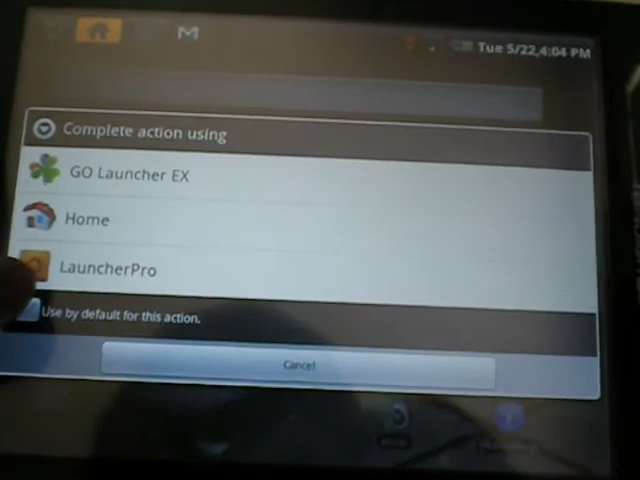 Tue 5/22,4:04 PM
Complete action using
GO Launcher EX
Home
LauncherPro
Use by default for this action.
Cancel